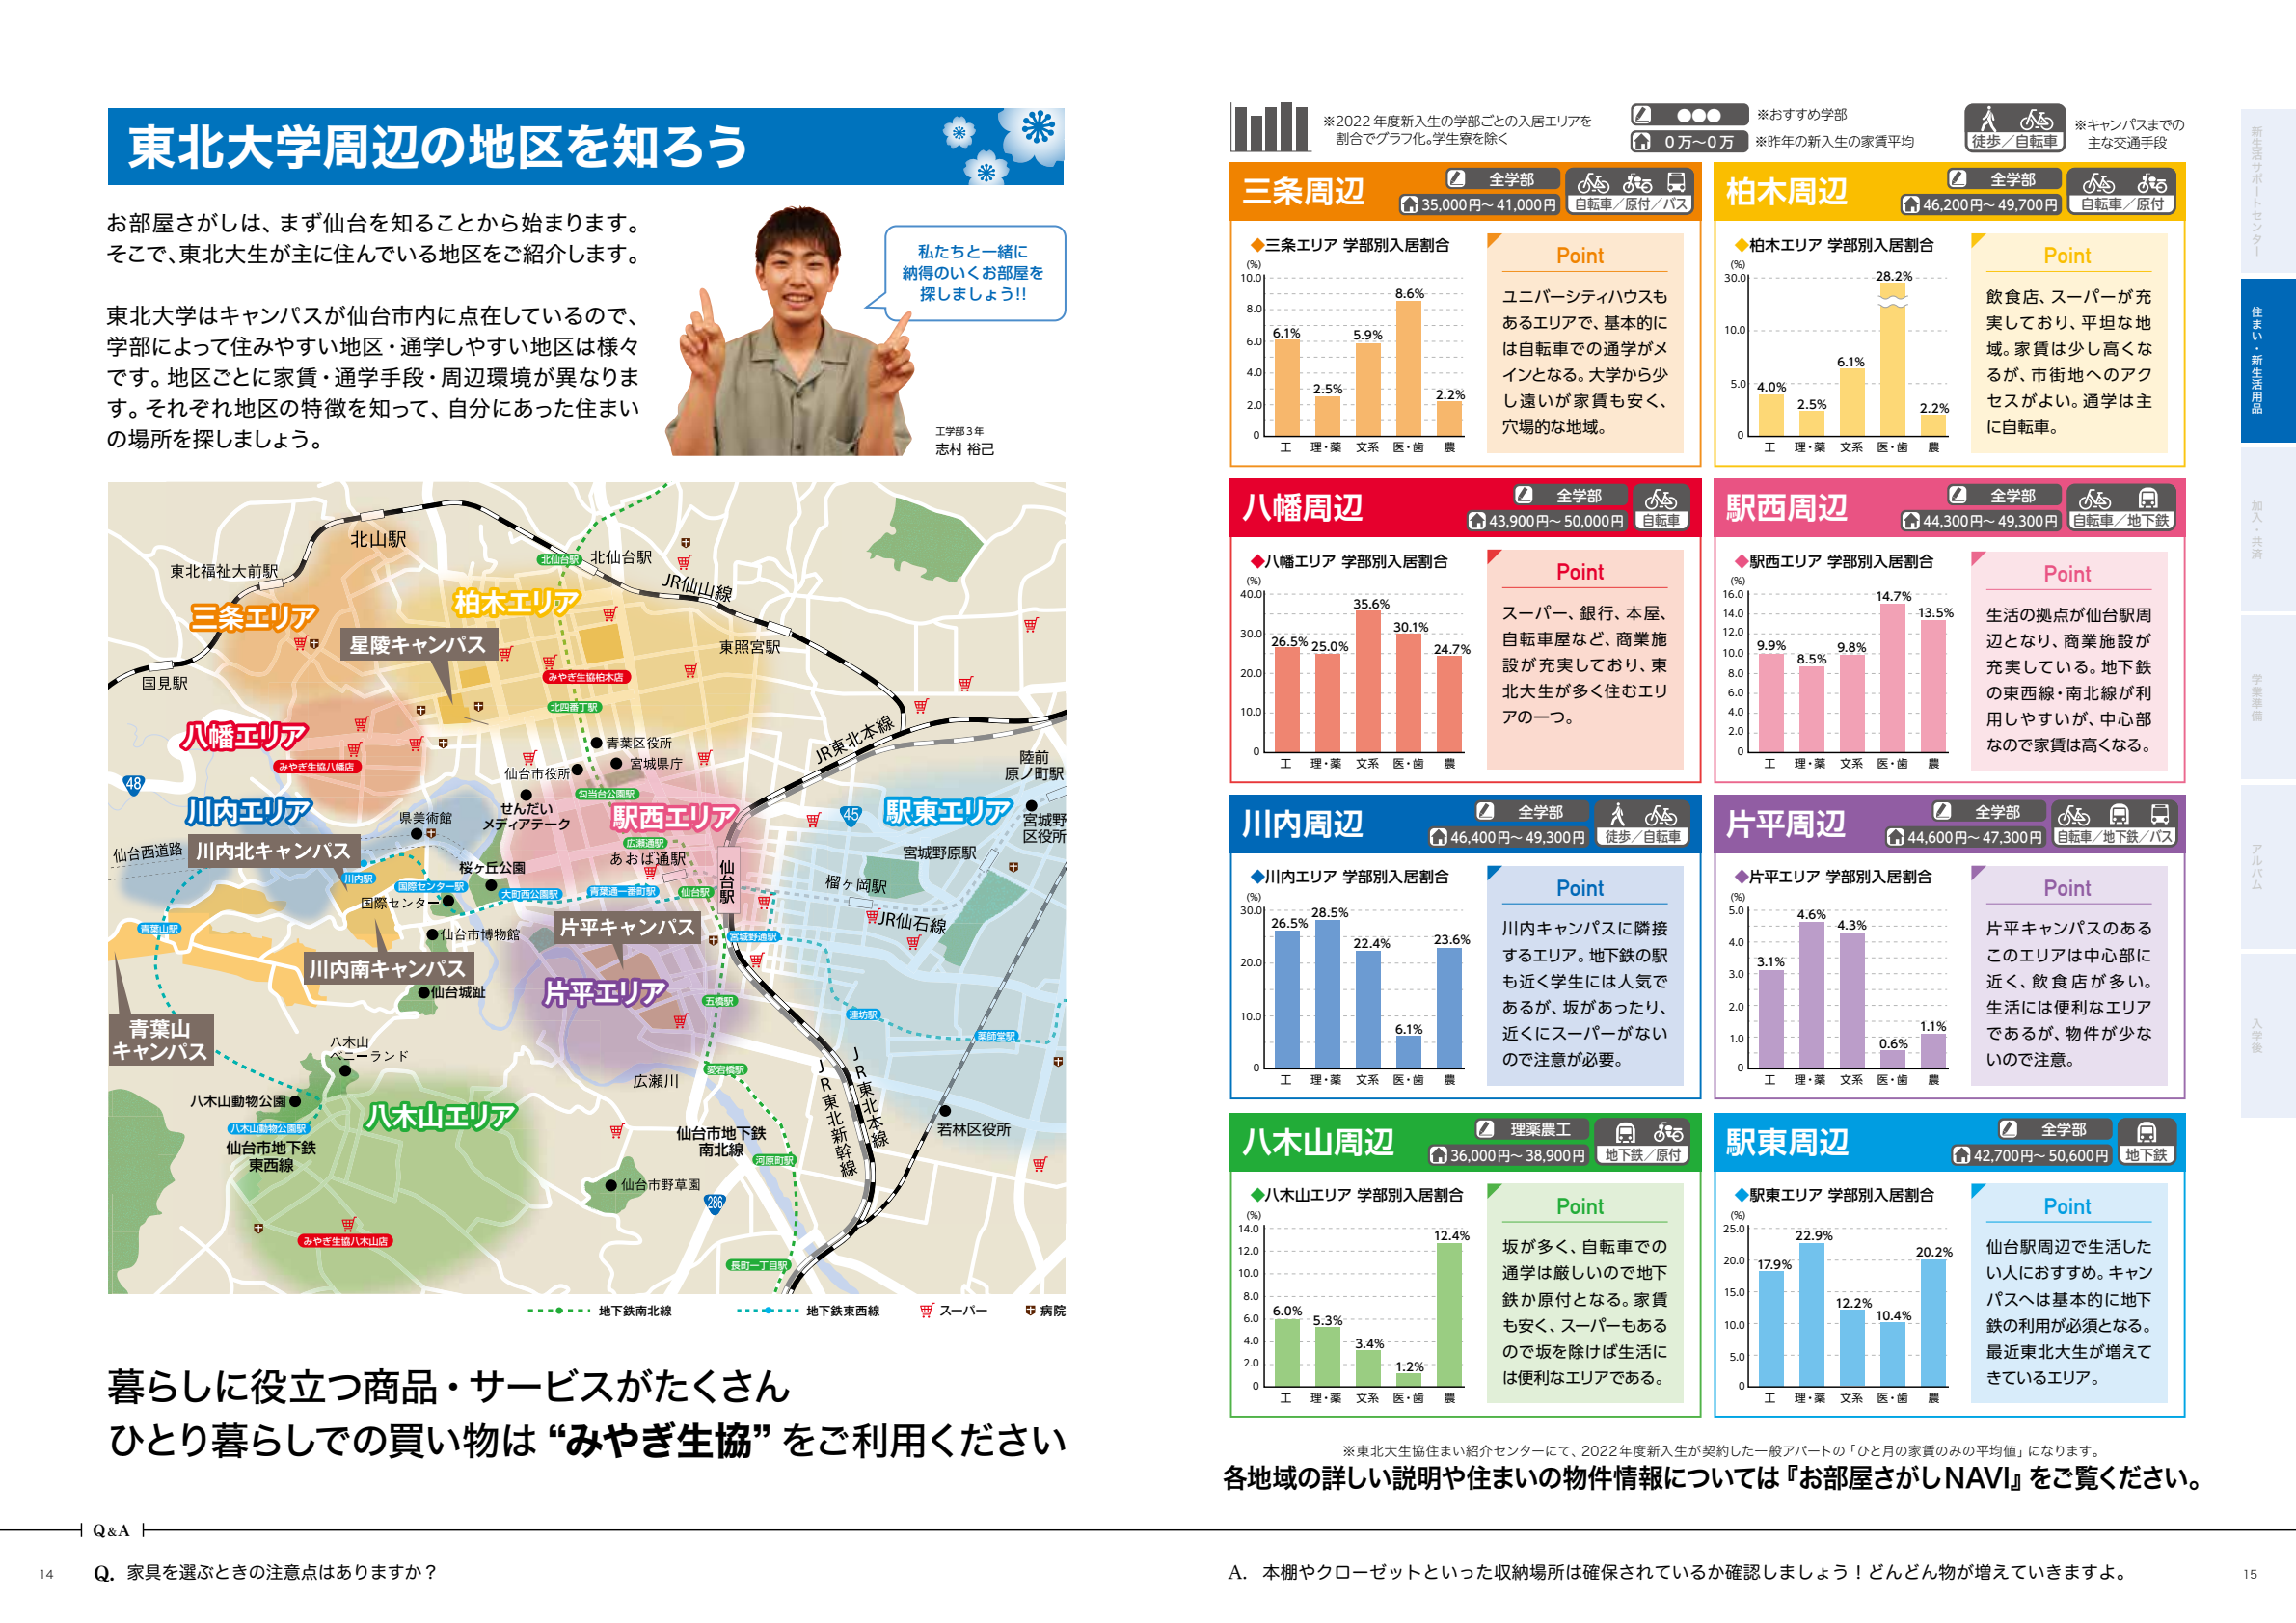 東北大学周辺の地区を知ろう
お部屋さがしは、まず仙台を知ることから始まります。
そこで、東北大生が主に住んでいる地区をご紹介します。
東北大学はキャンパスが仙台市内に点在しているので、
学部によって住みやすい地区・通学しやすい地区は様々
です。地区ごとに家賃・通学手段・周辺環境が異なりま
す。それぞれ地区の特徴を知って、自分にあった住まい
の場所を探しましょう。
私たちと一緒に
納得のいくお部屋を
探しましょう!!
工学部3年
志村 裕己
北山駅
北仙台駅
北仙台駅
東北福祉大前駅
JR仙山線
三条エリア
柏木エリア
星陵キャンパス
東照宮駅
みやぎ生協柏木店
国見駅
北四番丁駅
八幡エリア
みやぎ生協八幡店
青葉区役所
宮城県庁
仙台市役所
JR東北本線
陸前
原ノ町駅
48
勾当台公園駅
川内エリア
せんだい
メディアテーク
駅西エリア
45
駅東エリア
宮城野
区役所
県美術館
広瀬通駅
仙台西道路
川内北キャンパス
あおば通駅
仙台駅
宮城野原駅
桜ヶ丘公園
川内駅
国際センター駅
大町西公園駅
青葉通一番町駅
仙台駅
榴ヶ岡駅
国際センター
JR仙石線
青葉山駅
仙台市博物館
片平キャンパス
宮城野通駅
川内南キャンパス
仙台城趾
片平エリア
五橋駅
連坊駅
青葉山
キャンパス
薬師堂駅
八木山
ベニーランド
愛宕橋駅
広瀬川
JR東北新幹線
JR東北本線
八木山動物公園
八木山エリア
八木山動物公園駅
仙台市地下鉄
東西線
仙台市地下鉄
南北線
若林区役所
河原町駅
仙台市野草園
286
みやぎ生協八木山店
長町一丁目駅
地下鉄南北線
地下鉄東西線
スーパー
病院
暮らしに役立つ商品・サービスがたくさん
ひとり暮らしでの買い物は“みやぎ生協”をご利用ください
Q&A
14
Q. 家具を選ぶときの注意点はありますか？
※2022年度新入生の学部ごとの入居エリアを
割合でグラフ化。学生寮を除く
※おすすめ学部
0万～0万
※昨年の新入生の家賃平均
徒歩／自転車
※キャンパスまでの
主な交通手段
三条周辺
全学部
35,000円～41,000円
自転車／原付／バス
◆三条エリア 学部別入居割合
(%)
10.0
8.0
6.0
4.0
2.0
0
6.1%
2.5%
5.9%
8.6%
2.2%
工 理・薬 文系 医・歯 農
Point
ユニバーシティハウスも
あるエリアで、基本的に
は自転車での通学がメ
インとなる。大学から少
し遠いが家賃も安く、
穴場的な地域。
柏木周辺
全学部
46,200円～49,700円
自転車／原付
◆柏木エリア 学部別入居割合
(%)
30.0
10.0
5.0
0
4.0%
2.5%
6.1%
28.2%
2.2%
工 理・薬 文系 医・歯 農
Point
飲食店、スーパーが充
実しており、平坦な地
域。家賃は少し高くな
るが、市街地へのアク
セスがよい。通学は主
に自転車。
八幡周辺
全学部
43,900円～50,000円
自転車
◆八幡エリア 学部別入居割合
(%)
40.0
30.0
20.0
10.0
0
26.5%
25.0%
35.6%
30.1%
24.7%
工 理・薬 文系 医・歯 農
Point
スーパー、銀行、本屋、
自転車屋など、商業施
設が充実しており、東
北大生が多く住むエリ
アの一つ。
駅西周辺
全学部
44,300円～49,300円
自転車／地下鉄
◆駅西エリア 学部別入居割合
(%)
16.0
14.0
12.0
10.0
8.0
6.0
4.0
2.0
0
9.9%
8.5%
9.8%
14.7%
13.5%
工 理・薬 文系 医・歯 農
Point
生活の拠点が仙台駅周
辺となり、商業施設が
充実している。地下鉄
の東西線・南北線が利
用しやすいが、中心部
なので家賃は高くなる。
川内周辺
全学部
46,400円～49,300円
徒歩／自転車
◆川内エリア 学部別入居割合
(%)
30.0
20.0
10.0
0
26.5%
28.5%
22.4%
6.1%
23.6%
工 理・薬 文系 医・歯 農
Point
川内キャンパスに隣接
するエリア。地下鉄の駅
も近く学生には人気で
あるが、坂があったり、
近くにスーパーがない
ので注意が必要。
片平周辺
全学部
44,600円～47,300円
自転車／地下鉄／バス
◆片平エリア 学部別入居割合
(%)
5.0
4.0
3.0
2.0
1.0
0
3.1%
4.6%
4.3%
0.6%
1.1%
工 理・薬 文系 医・歯 農
Point
片平キャンパスのある
このエリアは中心部に
近く、飲食店が多い。
生活には便利なエリア
であるが、物件が少な
いので注意。
八木山周辺
理薬農工
36,000円～38,900円
地下鉄／原付
◆八木山エリア 学部別入居割合
(%)
14.0
12.0
10.0
8.0
6.0
4.0
2.0
0
6.0%
5.3%
3.4%
1.2%
12.4%
工 理・薬 文系 医・歯 農
Point
坂が多く、自転車での
通学は厳しいので地下
鉄か原付となる。家賃
も安く、スーパーもある
ので坂を除けば生活に
は便利なエリアである。
駅東周辺
全学部
42,700円～50,600円
地下鉄
◆駅東エリア 学部別入居割合
(%)
25.0
20.0
15.0
10.0
5.0
0
17.9%
22.9%
12.2%
10.4%
20.2%
工 理・薬 文系 医・歯 農
Point
仙台駅周辺で生活した
い人におすすめ。キャン
パスへは基本的に地下
鉄の利用が必須となる。
最近東北大生が増えて
きているエリア。
※東北大生協住まい紹介センターにて、2022年度新入生が契約した一般アパートの「ひと月の家賃のみの平均値」になります。
各地域の詳しい説明や住まいの物件情報については『お部屋さがしNAVI』をご覧ください。
A. 本棚やクローゼットといった収納場所は確保されているか確認しましょう！どんどん物が増えていきますよ。
15
新生活サポートセンター
住まい・新生活用品
加入・共済
学業準備
アルバム
入学後